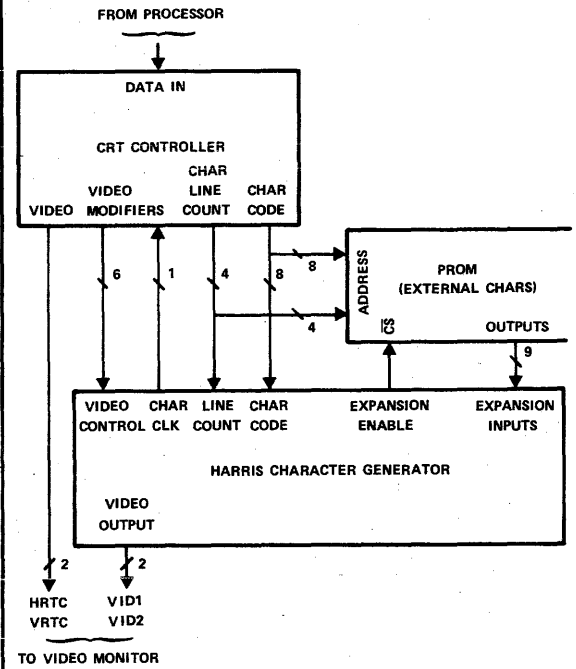 FROM PROCESSOR
DATA IN
CRT CONTROLLER
VIDEO
VIDEO
MODIFIERS
CHAR
LINE
COUNT
CHAR
CODE
6
1
4
8
8
4
ADDRESS
PROM
(EXTERNAL CHARS)
CS
OUTPUTS
9
VIDEO
CONTROL
CHAR
CLK
LINE
COUNT
CHAR
CODE
EXPANSION
ENABLE
EXPANSION
INPUTS
HARRIS CHARACTER GENERATOR
VIDEO
OUTPUT
2
2
HRTC
VRTC
VID1
VID2
TO VIDEO MONITOR